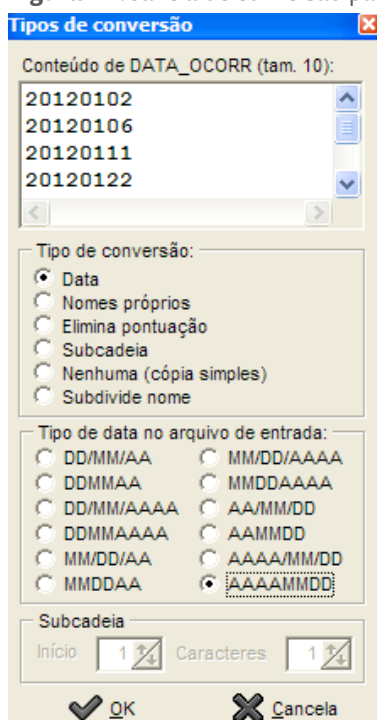 Tipos de conversão
Conteúdo de DATA_OCORR (tam. 10):
20120102
20120106
20120111
20120122
Tipo de conversão:
Data
Nomes próprios
Elimina pontuação
Subcadeia
Nenhuma (cópia simples)
Subdivide nome
Tipo de data no arquivo de entrada:
DD/MM/AA MM/DD/AAAA
DDMMAA MMDDAAAA
DD/MM/AAAA AA/MM/DD
DDMMAAAA AAMMDD
MM/DD/AA AAAA/MM/DD
MMDDAA AAAAMMDD
Subcadeia
Início 1 Caracteres 1
OK Cancela